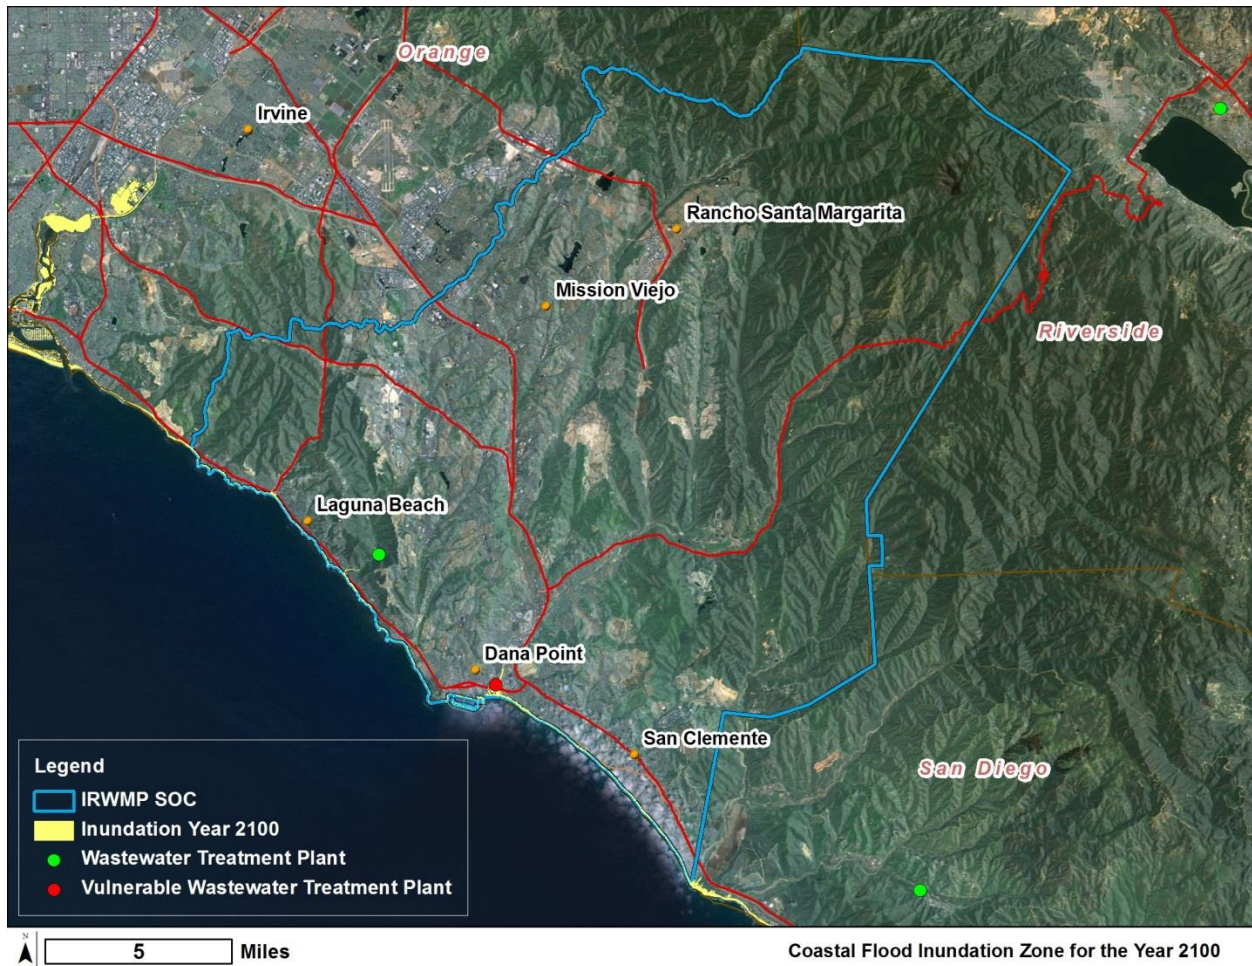 Orange
Irvine
Rancho Santa Margarita
Mission Viejo
Riverside
Laguna Beach
Dana Point
San Clemente
San Diego
Legend
IRWMP SOC
Inundation Year 2100
Wastewater Treatment Plant
Vulnerable Wastewater Treatment Plant
N
5 Miles
Coastal Flood Inundation Zone for the Year 2100